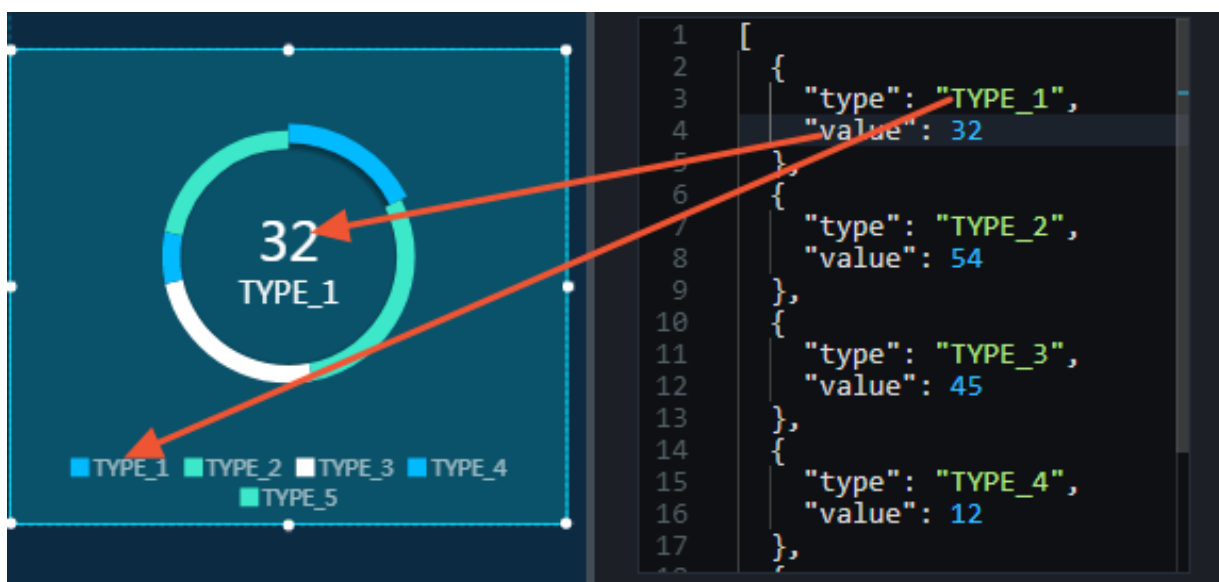 32
TYPE_1
TYPE_1 TYPE_2 TYPE_3 TYPE_4
TYPE_5
1 [
2 {
3 "type": "TYPE_1",
4 "value": 32
5 },
6 {
7 "type": "TYPE_2",
8 "value": 54
9 },
10 {
11 "type": "TYPE_3",
12 "value": 45
13 },
14 {
15 "type": "TYPE_4",
16 "value": 12
17 },